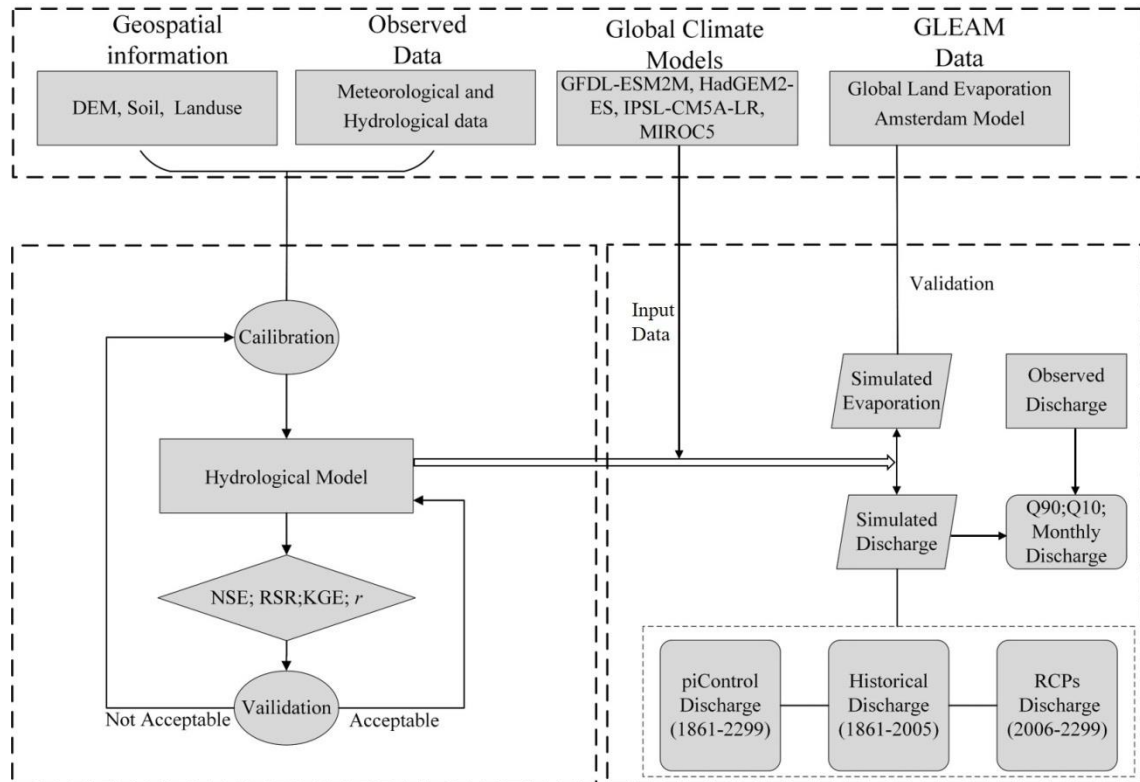 Geospatial
information
DEM, Soil, Landuse
Observed
Data
Meteorological and
Hydrological data
Global Climate
Models
GFDL-ESM2M, HadGEM2-
ES, IPSL-CM5A-LR,
MIROC5
GLEAM
Data
Global Land Evaporation
Amsterdam Model
Cailibration
Hydrological Model
NSE; RSR;KGE; r
Vailidation
Not Acceptable
Acceptable
Input
Data
Validation
Simulated
Evaporation
Observed
Discharge
Simulated
Discharge
Q90;Q10;
Monthly
Discharge
piControl
Discharge
(1861-2299)
Historical
Discharge
(1861-2005)
RCPs
Discharge
(2006-2299)